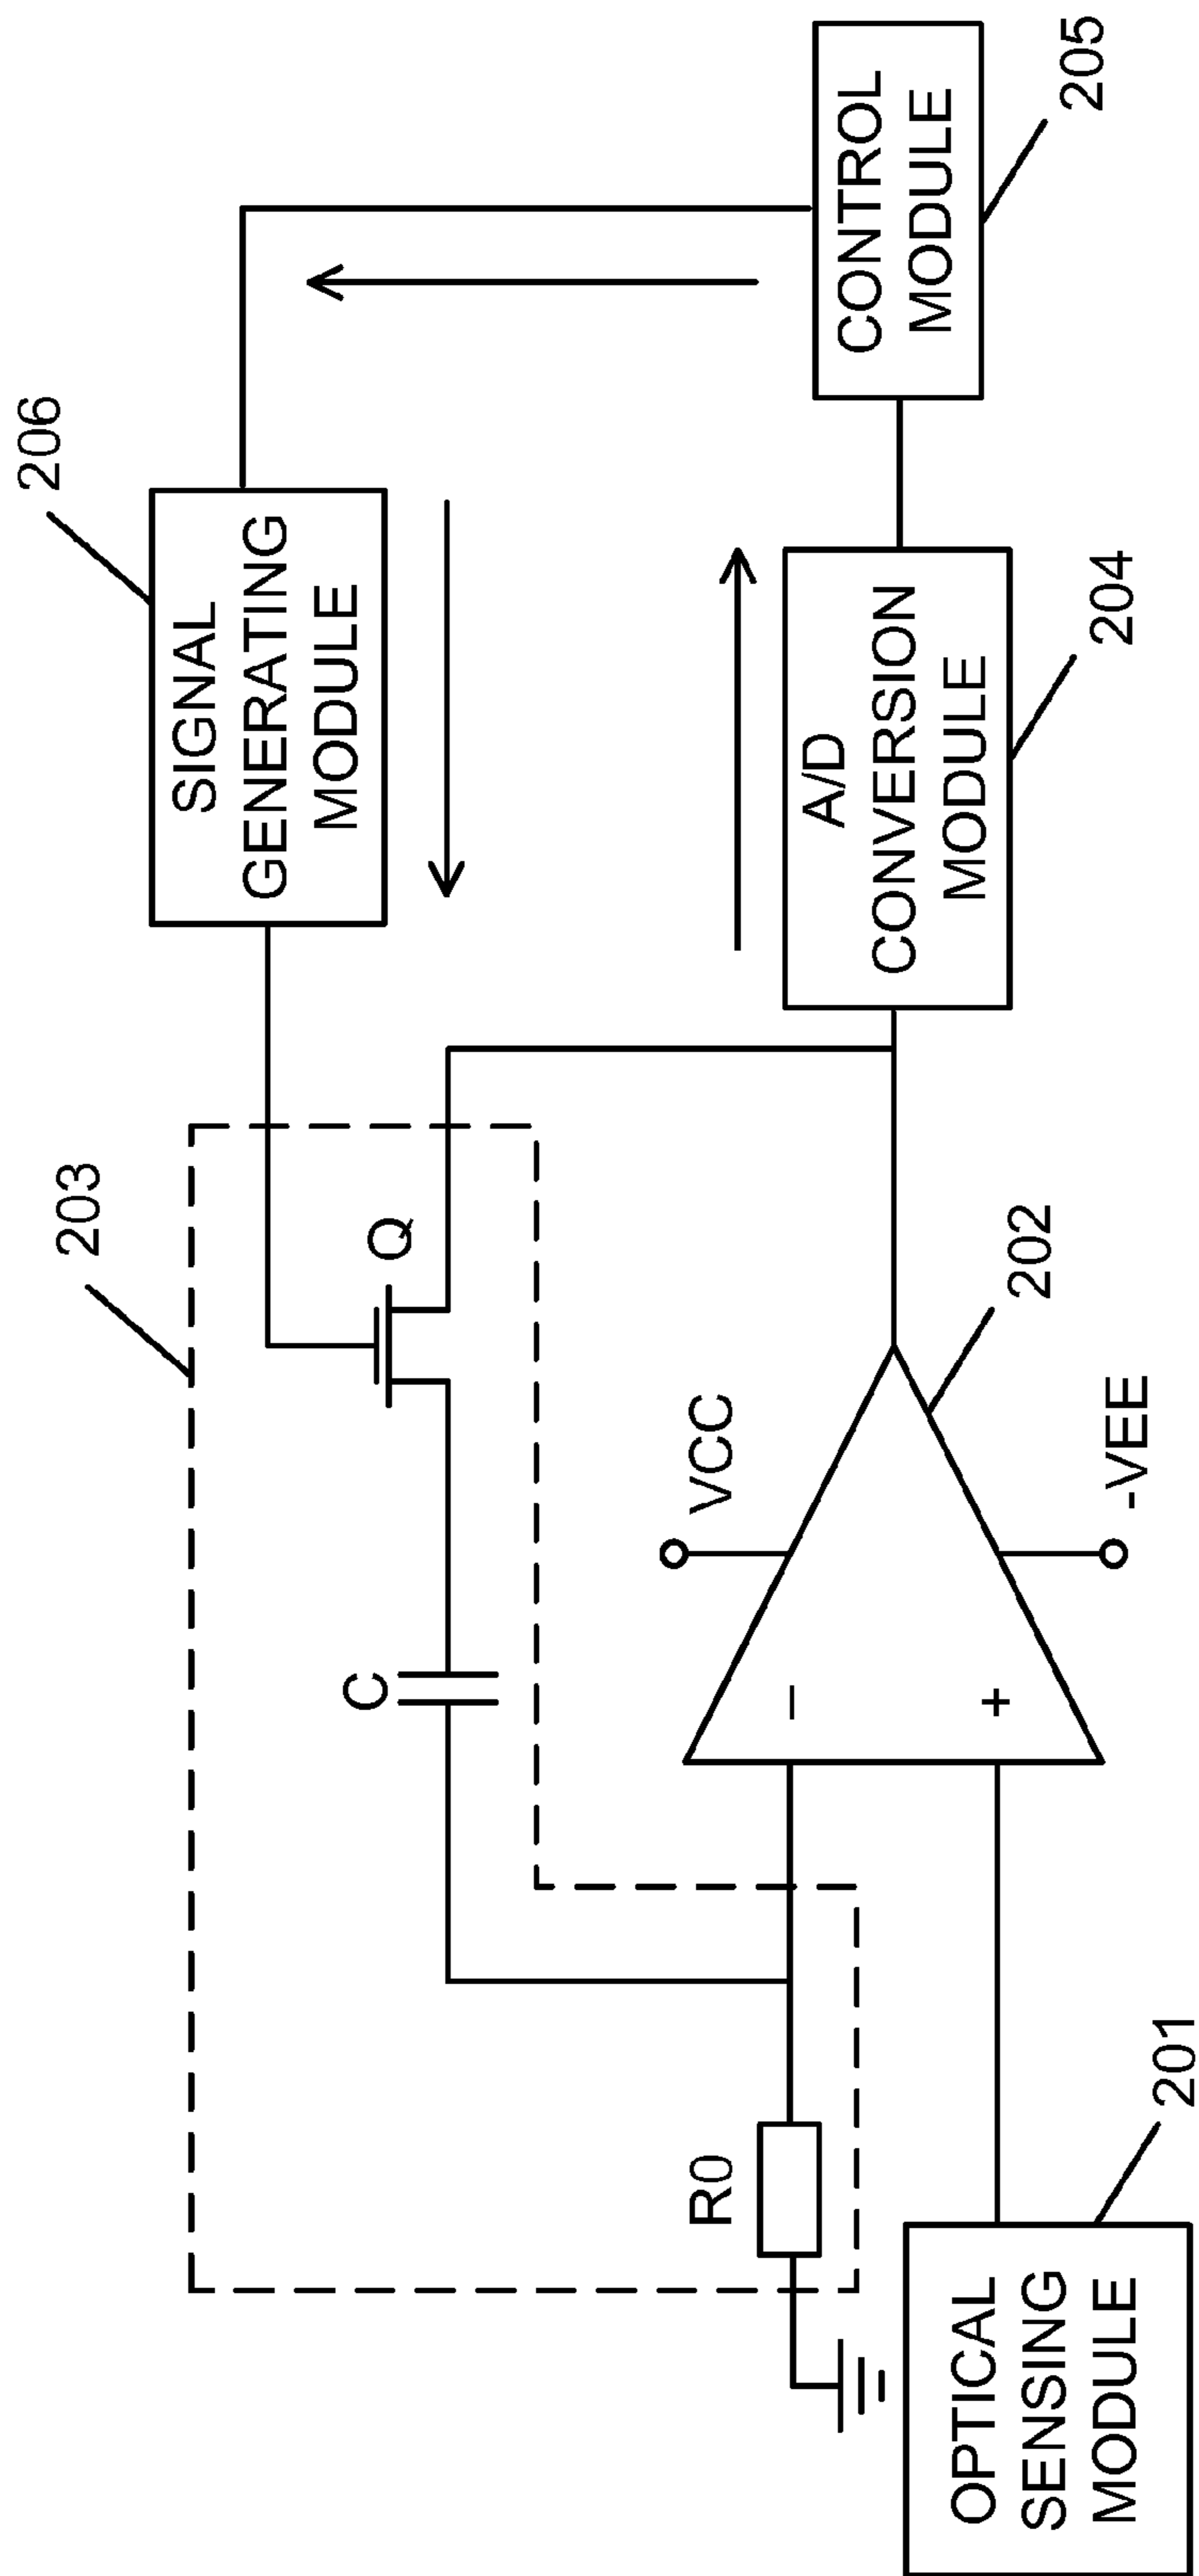 206
SIGNAL
GENERATING
MODULE
203
Q
C
VCC
202
-VEE
−
+
R0
OPTICAL
SENSING
MODULE
201
A/D
CONVERSION
MODULE
204
CONTROL
MODULE
205